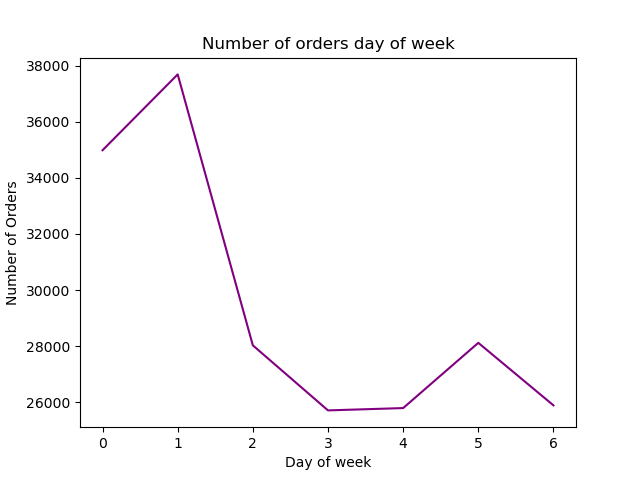 Number of orders day of week
38000
36000
34000
32000
30000
28000
26000
Number of Orders
0 1 2 3 4 5 6
Day of week